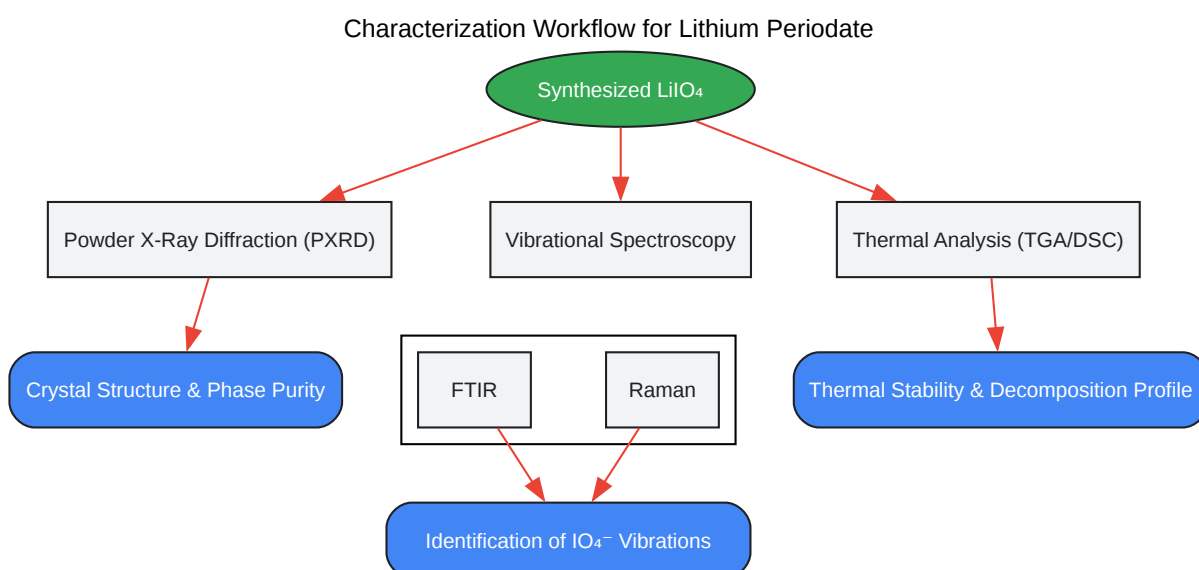 Characterization Workflow for Lithium Periodate
Synthesized LiIO₄
Powder X-Ray Diffraction (PXRD)
Vibrational Spectroscopy
Thermal Analysis (TGA/DSC)
Crystal Structure & Phase Purity
FTIR
Raman
Thermal Stability & Decomposition Profile
Identification of IO₄⁻ Vibrations